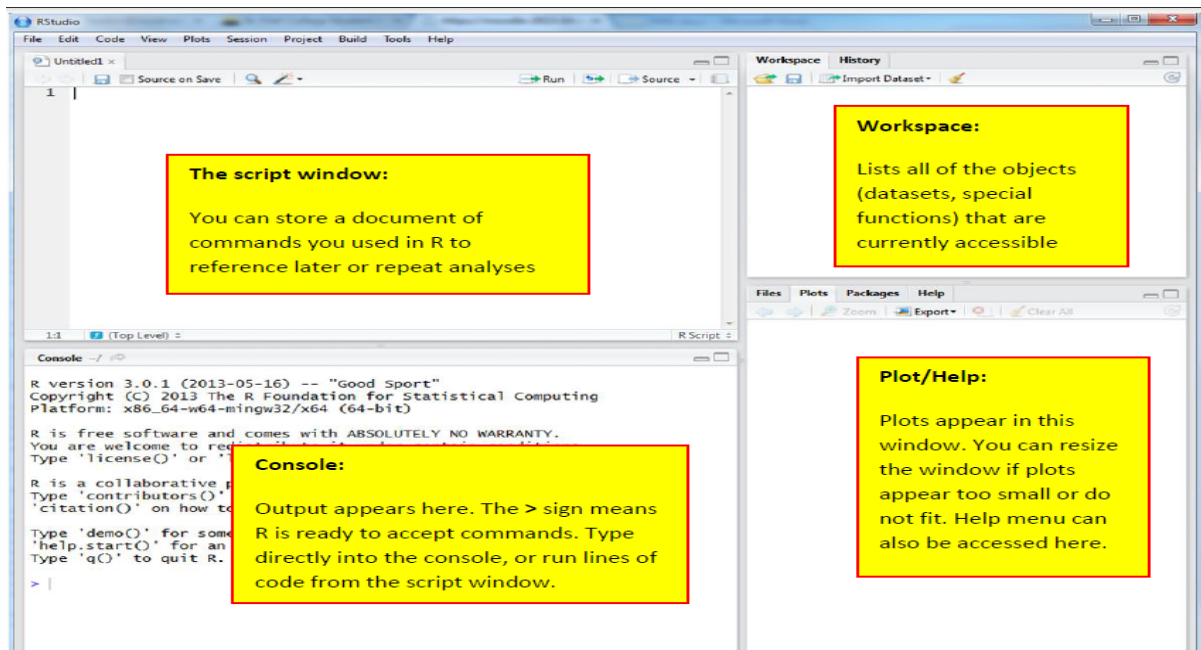 RStudio
File Edit Code View Plots Session Project Build Tools Help
Untitled1 ×
Source on Save
Run
Source
1
The script window:
You can store a document of
commands you used in R to
reference later or repeat analyses
1:1
(Top Level)
R Script
Workspace History
Import Dataset
Workspace:
Lists all of the objects
(datasets, special
functions) that are
currently accessible
Files Plots Packages Help
Zoom Export Clear All
Plot/Help:
Plots appear in this
window. You can resize
the window if plots
appear too small or do
not fit. Help menu can
also be accessed here.
Console ~/
R version 3.0.1 (2013-05-16) -- "Good Sport"
Copyright (C) 2013 The R Foundation for Statistical Computing
Platform: x86_64-w64-mingw32/x64 (64-bit)
R is free software and comes with ABSOLUTELY NO WARRANTY.
You are welcome to
Type 'license()' or
R is a collaborative
Type 'contributors()'
'citation()' on how to
Type 'demo()' for some
'help.start()' for an
Type 'q()' to quit R.
>
Console:
Output appears here. The > sign means
R is ready to accept commands. Type
directly into the console, or run lines of
code from the script window.